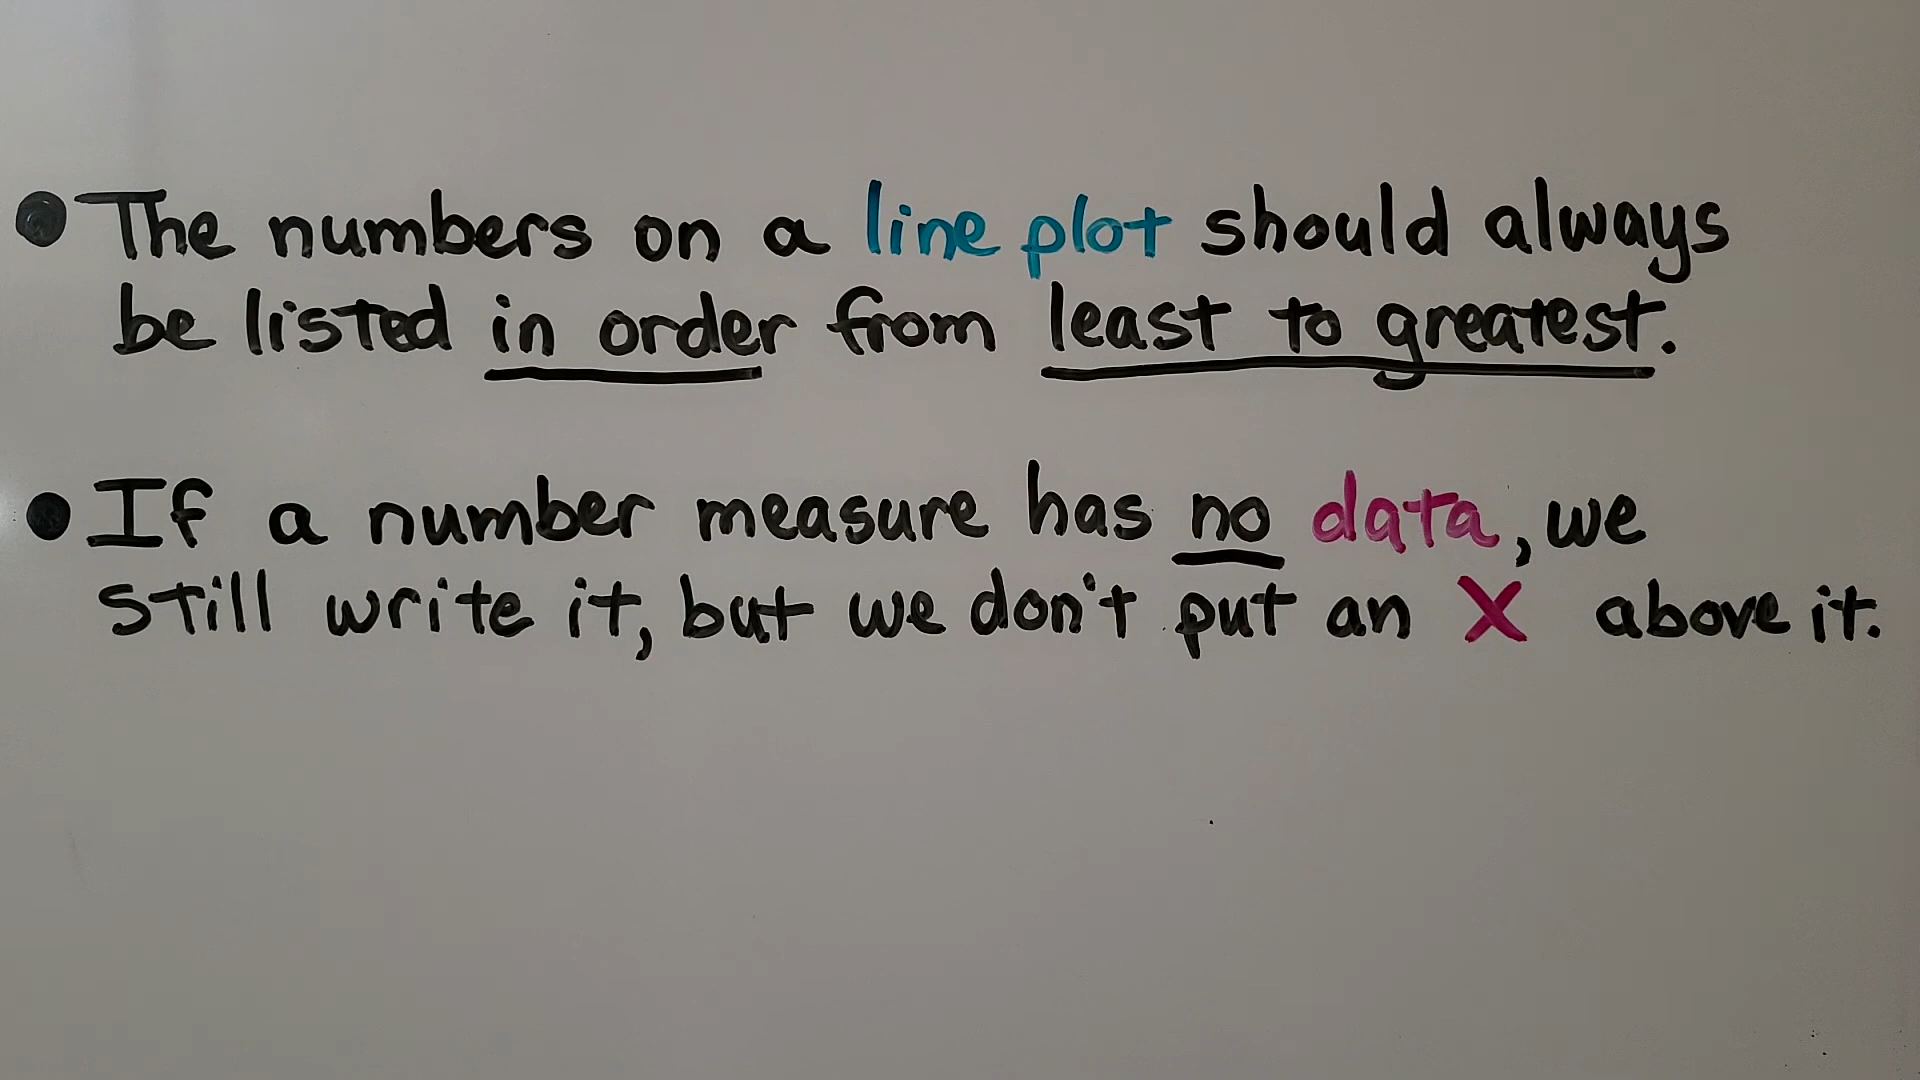 ● The numbers on a line plot should always
be listed in order from least to greatest.
● If a number measure has no data, we
still write it, but we don't put an X above it.